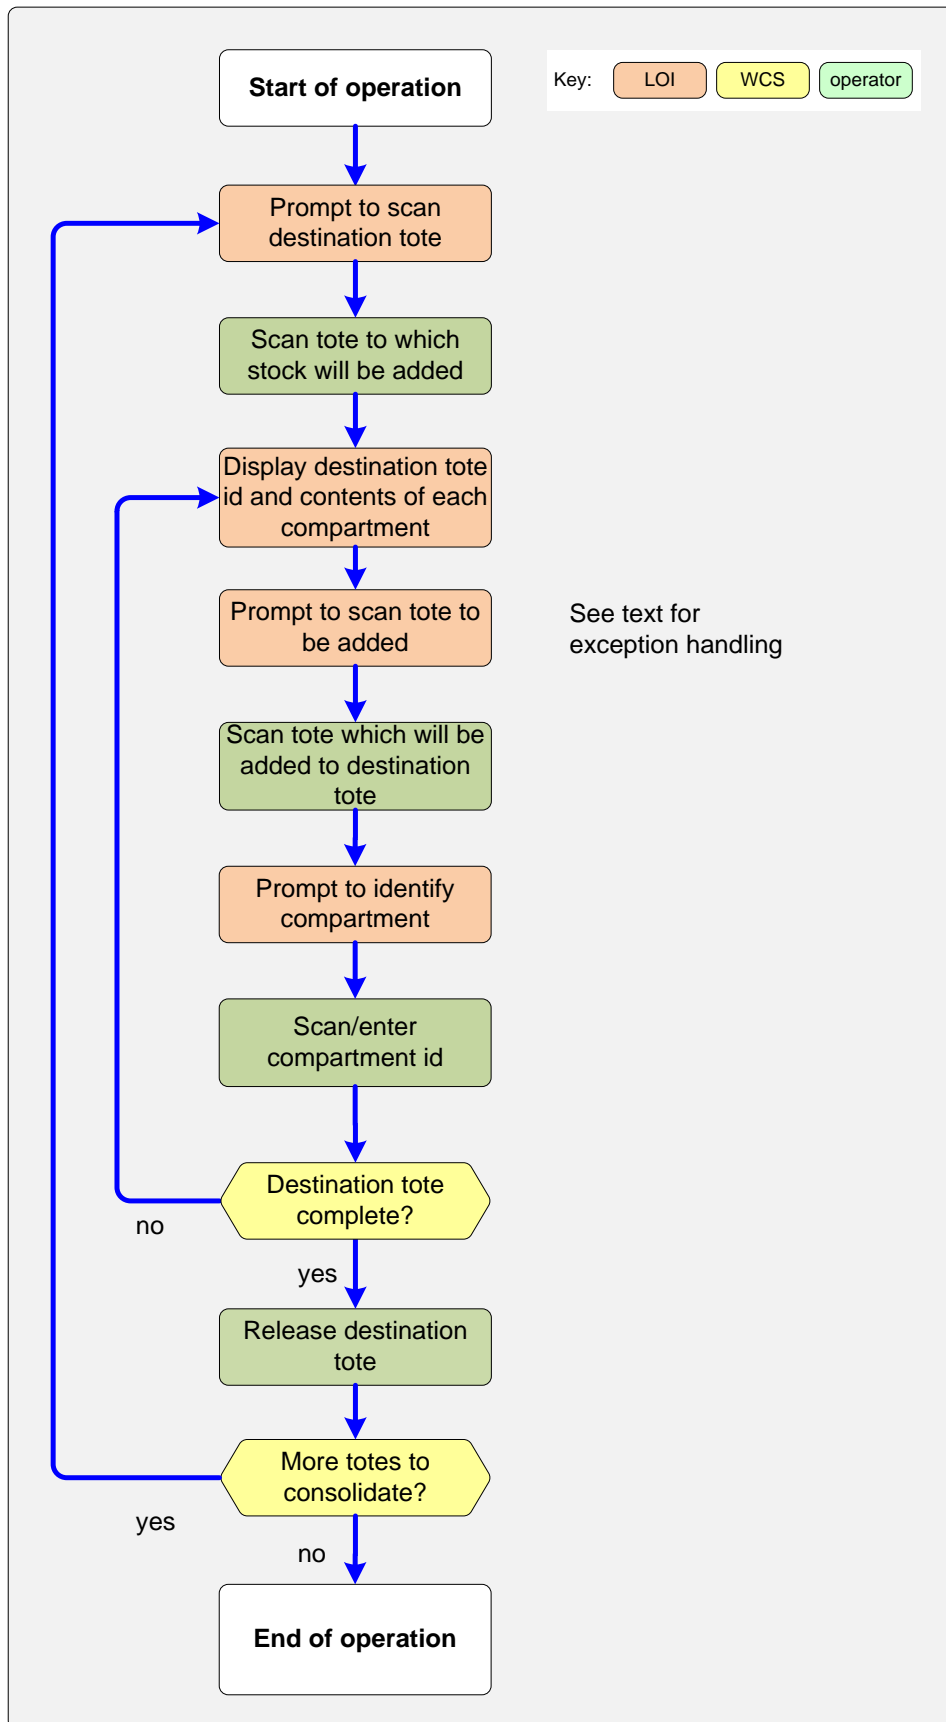 Start of operation
Key:
LOI
WCS
operator
Prompt to scan
destination tote
Scan tote to which
stock will be added
Display destination tote
id and contents of each
compartment
Prompt to scan tote to
be added
See text for
exception handling
Scan tote which will be
added to destination
tote
Prompt to identify
compartment
Scan/enter
compartment id
Destination tote
complete?
no
yes
Release destination
tote
More totes to
consolidate?
yes
no
End of operation